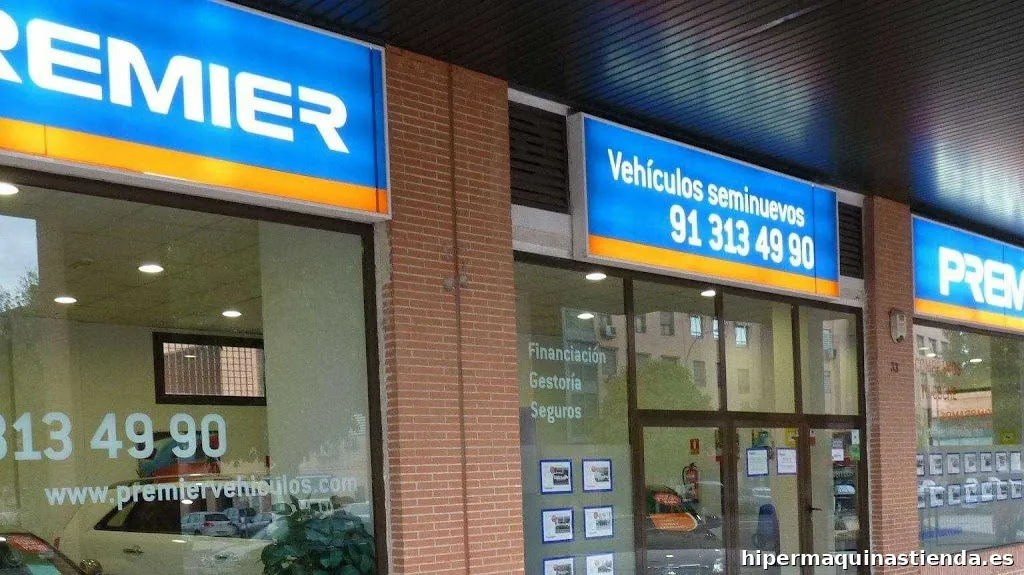 REMIER
Vehículos seminuevos
91 313 49 90
PREM
Financiación
Gestoría
Seguros
313 49 90
www.premiervehiculos.com
33
hipermaquinastienda.es